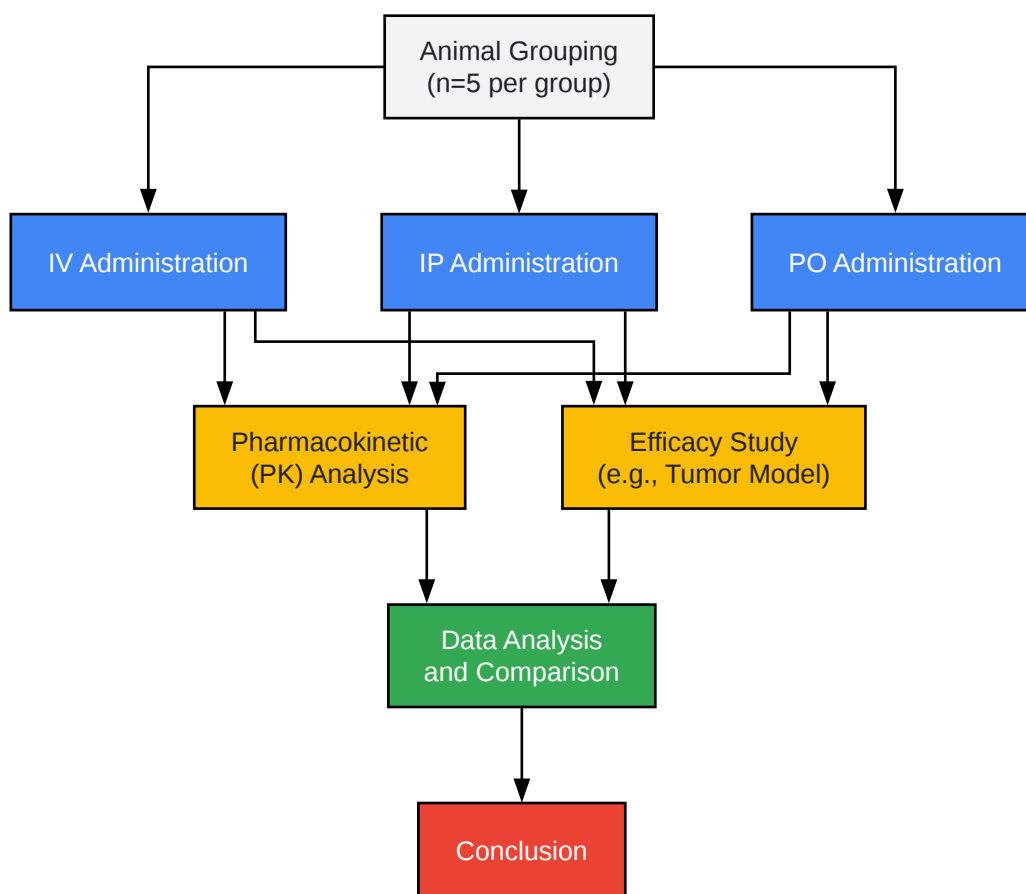 Animal Grouping
(n=5 per group)
IV Administration
IP Administration
PO Administration
Pharmacokinetic
(PK) Analysis
Efficacy Study
(e.g., Tumor Model)
Data Analysis
and Comparison
Conclusion